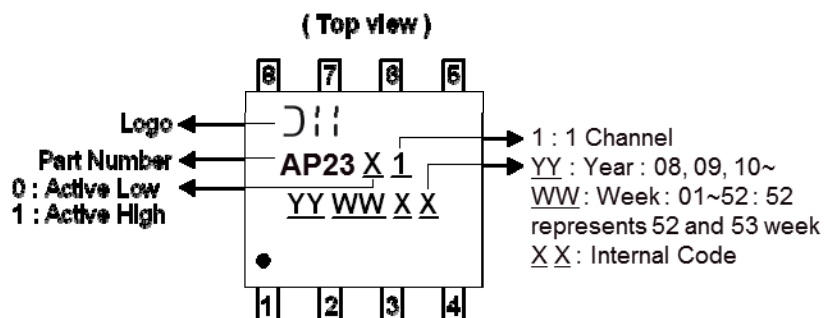 ( Top view )
8 7 6 5
Logo
Part Number
0 : Active Low
1 : Active High
AP23 X 1
YY WW X X
1 : 1 Channel
YY : Year : 08, 09, 10~
WW : Week : 01~52 : 52
represents 52 and 53 week
X X : Internal Code
1 2 3 4